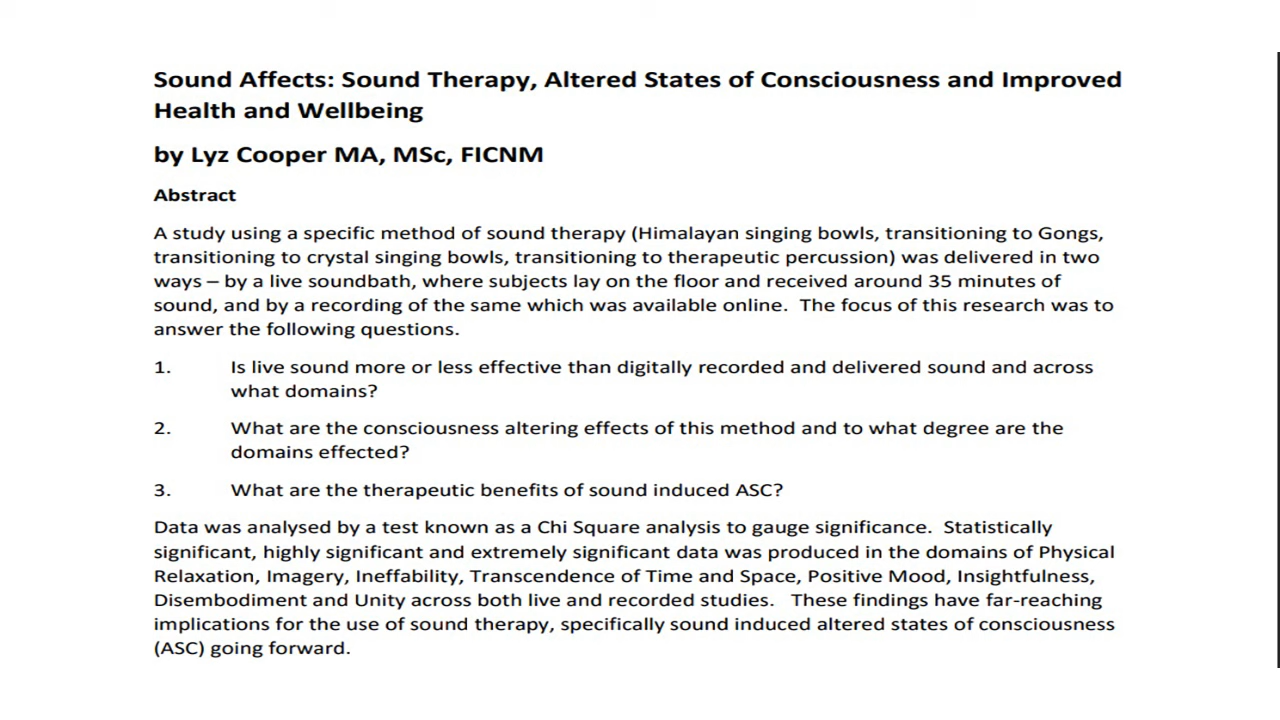 Sound Affects: Sound Therapy, Altered States of Consciousness and Improved
Health and Wellbeing
by Lyz Cooper MA, MSc, FICNM
Abstract
A study using a specific method of sound therapy (Himalayan singing bowls, transitioning to Gongs,
transitioning to crystal singing bowls, transitioning to therapeutic percussion) was delivered in two
ways – by a live soundbath, where subjects lay on the floor and received around 35 minutes of
sound, and by a recording of the same which was available online.  The focus of this research was to
answer the following questions.
1. Is live sound more or less effective than digitally recorded and delivered sound and across
what domains?
2. What are the consciousness altering effects of this method and to what degree are the
domains effected?
3. What are the therapeutic benefits of sound induced ASC?
Data was analysed by a test known as a Chi Square analysis to gauge significance.  Statistically
significant, highly significant and extremely significant data was produced in the domains of Physical
Relaxation, Imagery, Ineffability, Transcendence of Time and Space, Positive Mood, Insightfulness,
Disembodiment and Unity across both live and recorded studies.   These findings have far-reaching
implications for the use of sound therapy, specifically sound induced altered states of consciousness
(ASC) going forward.